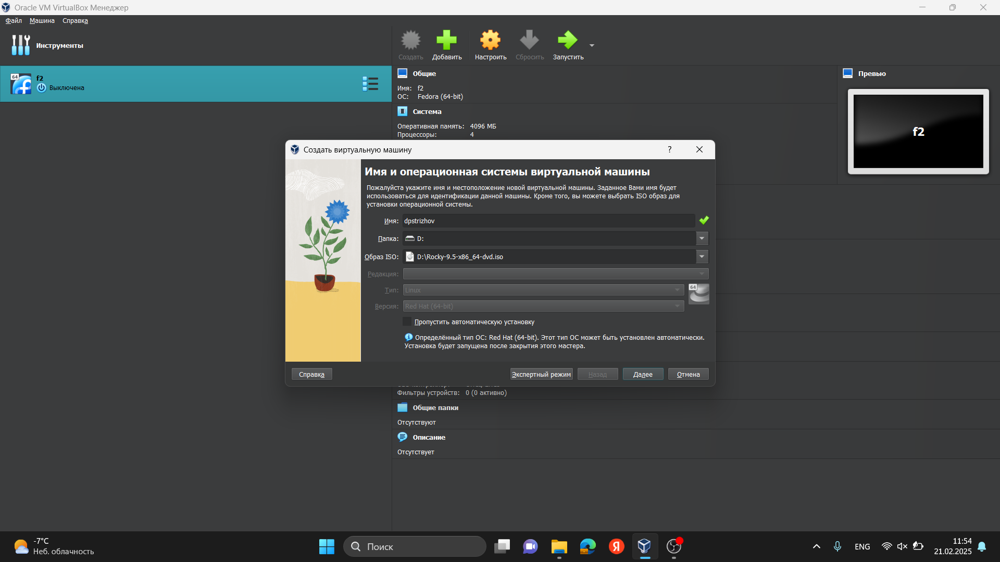 Oracle VM VirtualBox Менеджер
Файл Машина Справка
Инструменты
Создать Добавить Настроить Сбросить Запустить
64
f2
Выключена
Общие
Имя: f2
ОС: Fedora (64-bit)
Система
Оперативная память: 4096 МБ
Процессоры: 4
Превью
f2
Создать виртуальную машину
?
Имя и операционная системы виртуальной машины
Пожалуйста укажите имя и местоположение новой виртуальной машины. Заданное Вами имя будет
использоваться для идентификации данной машины. Кроме того, вы можете выбрать ISO образ для
установки операционной системы.
Имя: dpstrizhov
Папка: D:
Образ ISO: D:\Rocky-9.5-x86_64-dvd.iso
Редакция:
Тип: Linux
64
Версия: Red Hat (64-bit)
Пропустить автоматическую установку
Определённый тип ОС: Red Hat (64-bit). Этот тип ОС может быть установлен автоматически.
Установка будет запущена после закрытия этого мастера.
Справка Экспертный режим Назад Далее Отмена
Фильтры устройств: 0 (0 активно)
Общие папки
Отсутствуют
Описание
Отсутствует
-7°C
Неб. облачность
Поиск
Я
ENG
11:54
21.02.2025